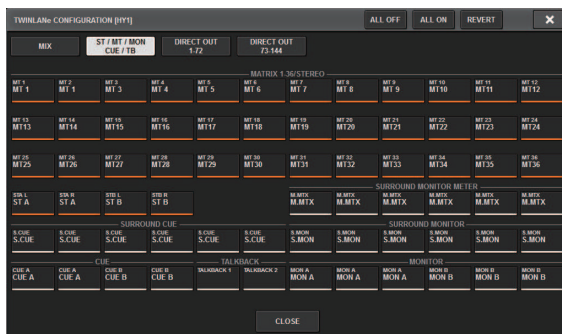 TWINLANe CONFIGURATION [HY1] ALL OFF ALL ON REVERT
MIX ST / MT / MON CUE / TB DIRECT OUT 1-72 DIRECT OUT 73-144
MATRIX 1-36/STEREO
MT 1 MT 2 MT 3 MT 4 MT 5 MT 6 MT 7 MT 8 MT 9 MT 10 MT 11 MT 12
MT 1 MT 1 MT 3 MT 4 MT 5 MT 6 MT 7 MT 8 MT 9 MT10 MT11 MT12
MT 13 MT 14 MT 15 MT 16 MT 17 MT 18 MT 19 MT 20 MT 21 MT 22 MT 23 MT 24
MT13 MT14 MT15 MT16 MT17 MT18 MT19 MT20 MT21 MT22 MT23 MT24
MT 25 MT 26 MT 27 MT 28 MT 29 MT 30 MT 31 MT 32 MT 33 MT 34 MT 35 MT 36
MT25 MT26 MT27 MT28 MT29 MT30 MT31 MT32 MT33 MT34 MT35 MT36
SURROUND MONITOR METER
STA L STA R STB L STB R M.MTX M.MTX M.MTX M.MTX M.MTX M.MTX
ST A ST A ST B ST B M.MTX M.MTX M.MTX M.MTX M.MTX M.MTX
SURROUND CUE SURROUND MONITOR
S.CUE S.CUE S.CUE S.CUE S.CUE S.CUE S.MON S.MON S.MON S.MON S.MON S.MON
S.CUE S.CUE S.CUE S.CUE S.CUE S.CUE S.MON S.MON S.MON S.MON S.MON S.MON
CUE TALKBACK MONITOR
CUE A CUE A CUE B CUE B TALKBACK 1 TALKBACK 2 MON A MON A MON A MON B MON B MON B
CUE A CUE A CUE B CUE B MON A MON A MON A MON B MON B MON B
CLOSE